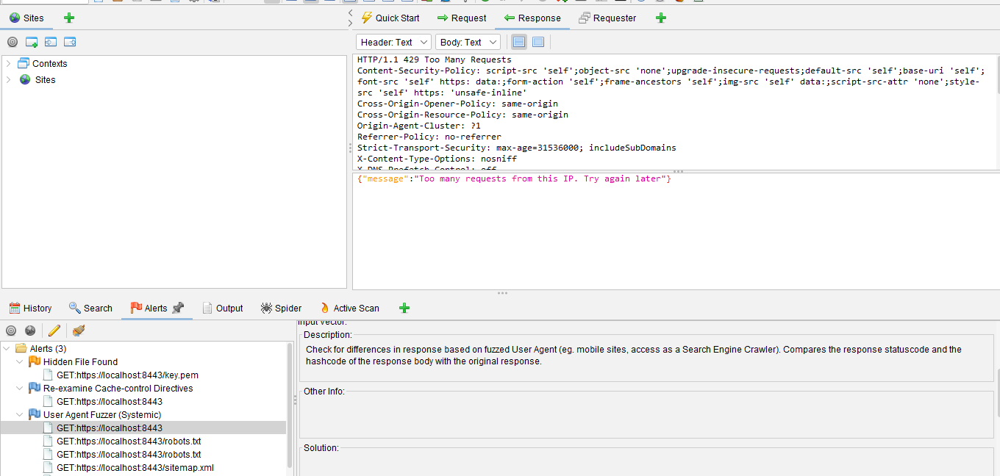 Sites
Quick Start
Request
Response
Requester
Header: Text
Body: Text
Contexts
Sites
HTTP/1.1 429 Too Many Requests
Content-Security-Policy: script-src 'self';object-src 'none';upgrade-insecure-requests;default-src 'self';base-uri 'self';
font-src 'self' https: data:;form-action 'self';frame-ancestors 'self';img-src 'self' data:;script-src-attr 'none';style-
src 'self' https: 'unsafe-inline'
Cross-Origin-Opener-Policy: same-origin
Cross-Origin-Resource-Policy: same-origin
Origin-Agent-Cluster: ?1
Referrer-Policy: no-referrer
Strict-Transport-Security: max-age=31536000; includeSubDomains
X-Content-Type-Options: nosniff
X-DNS-Prefetch-Control: off
{"message":"Too many requests from this IP. Try again later"}
History
Search
Alerts
Output
Spider
Active Scan
Alerts (3)
Hidden File Found
GET:https://localhost:8443/key.pem
Re-examine Cache-control Directives
GET:https://localhost:8443
User Agent Fuzzer (Systemic)
GET:https://localhost:8443
GET:https://localhost:8443/robots.txt
GET:https://localhost:8443/robots.txt
GET:https://localhost:8443/sitemap.xml
Input Vector:
Description:
Check for differences in response based on fuzzed User Agent (eg. mobile sites, access as a Search Engine Crawler). Compares the response statuscode and the
hashcode of the response body with the original response.
Other Info:
Solution: